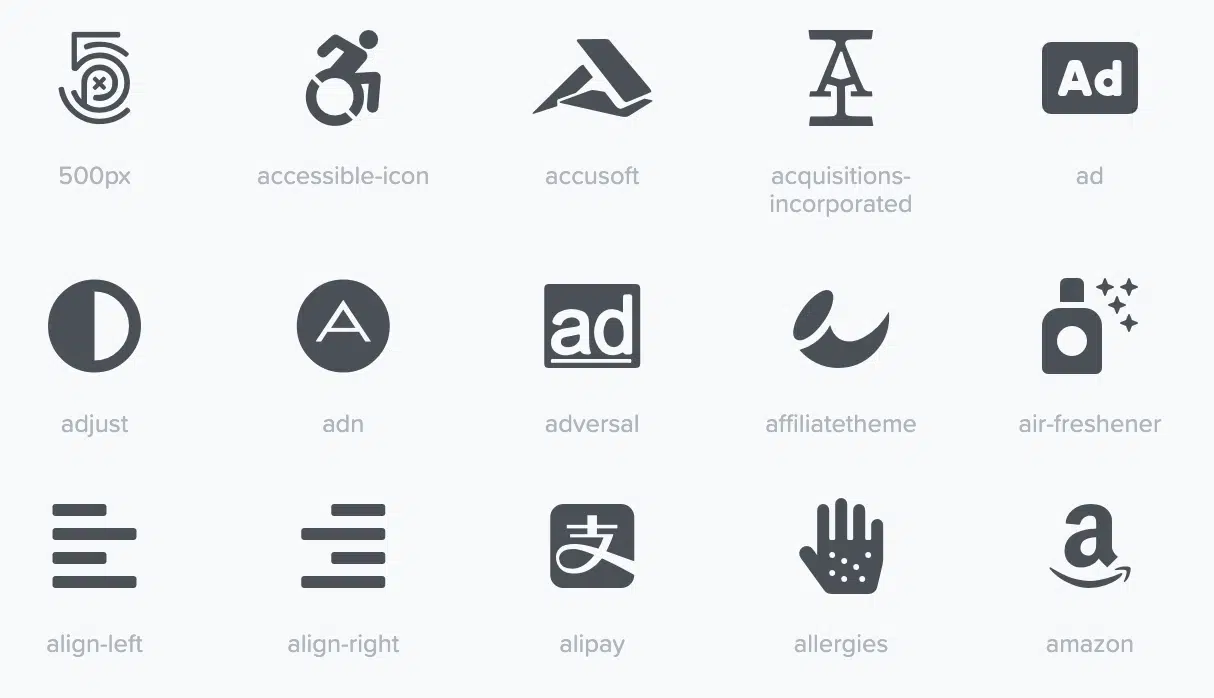 5
500px
accessible-icon
accusoft
A
acquisitions-
incorporated
Ad
ad
adjust
A
adn
ad
adversal
affiliatetheme
air-freshener
align-left
align-right
支
alipay
allergies
a
amazon